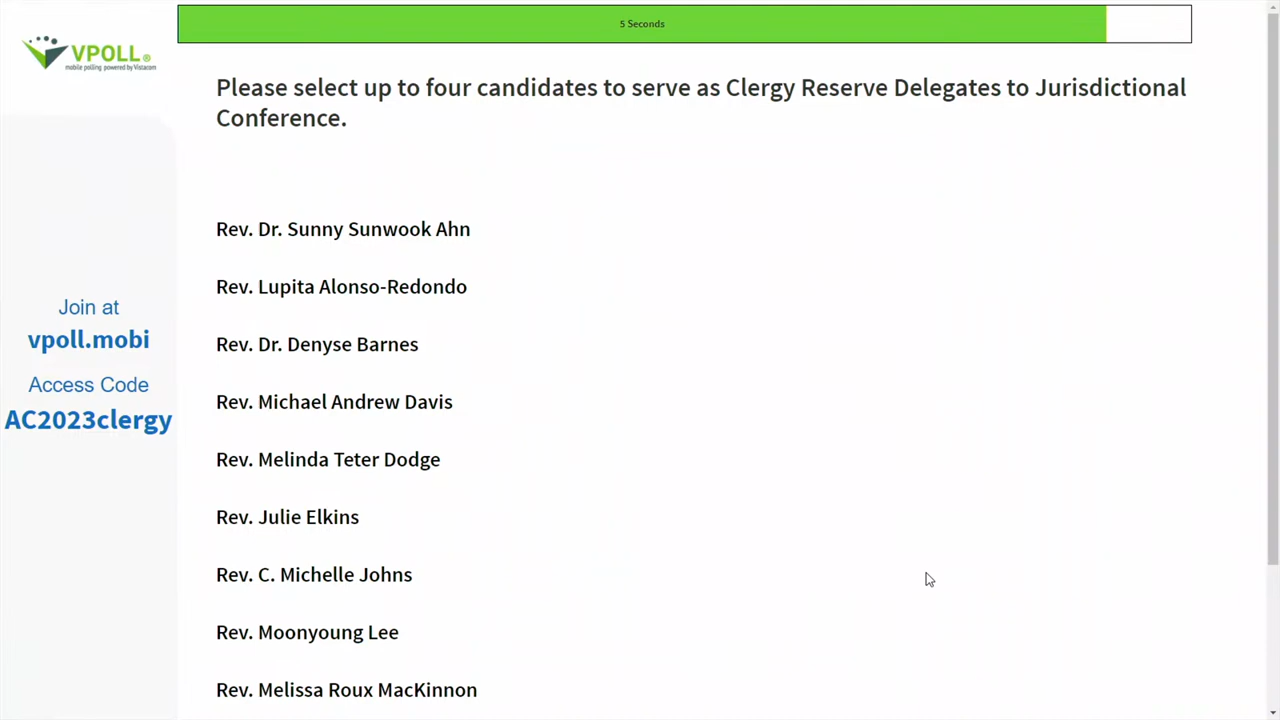 5 Seconds
VPOLL®
mobile polling powered by Vistacom
Please select up to four candidates to serve as Clergy Reserve Delegates to Jurisdictional
Conference.
Rev. Dr. Sunny Sunwook Ahn
Rev. Lupita Alonso-Redondo
Rev. Dr. Denyse Barnes
Rev. Michael Andrew Davis
Rev. Melinda Teter Dodge
Rev. Julie Elkins
Rev. C. Michelle Johns
Rev. Moonyoung Lee
Rev. Melissa Roux MacKinnon
Join at
vpoll.mobi
Access Code
AC2023clergy